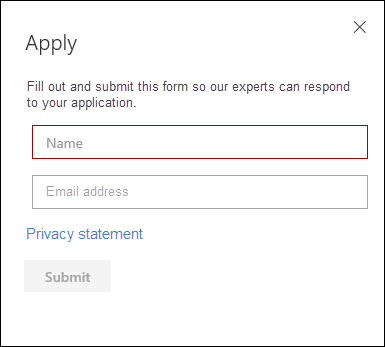 Apply
Fill out and submit this form so our experts can respond
to your application.
Name
Email address
Privacy statement
Submit